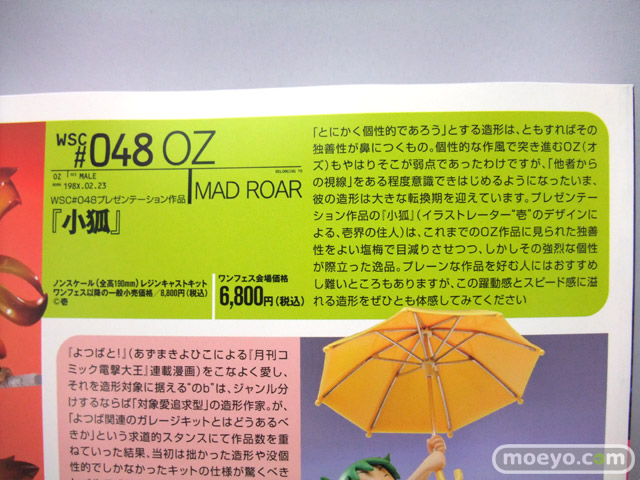 WSC
#048 OZ
OZ SEX MALE
BORN 198X.02.23
BELONGING TO
MAD ROAR
WSC#048プレゼンテーション作品
『小狐』
ノンスケール（全高190mm）レジンキャストキット
ワンフェス以降の一般小売価格／8,800円（税込）
©壱
ワンフェス会場価格
6,800円（税込）
「とにかく個性的であろう」とする造形は、ともすればその
独善性が鼻につくもの。個性的な作風で突き進むOZ（オ
ズ）もやはりそこが弱点であったわけですが、「他者から
の視線」をある程度意識できはじめるようになったいま、
彼の造形は大きな転換期を迎えています。プレゼンテ
ーション作品の『小狐』（イラストレーター“壱”のデザインに
よる、壱界の住人）は、これまでのOZ作品に見られた独善
性をよい塩梅で目減りさせつつ、しかしその強烈な個性
が際立った逸品。プレーンな作品を好む人にはおすすめ
し難いところもありますが、この躍動感とスピード感に溢
れる造形をぜひとも体感してみてください
『よつばと!』（あずまきよひこによる『月刊コ
ミック電撃大王』連載漫画）をこなよく愛し、
それを造形対象に据える“のb”は、ジャンル分
けするならば「対象愛追求型」の造形作家。が、
「よつば関連のガレージキットとはどうあるべ
きか」という求道的スタンスにて作品数を重
ねていった結果、当初は拙かった造形や没個
性的でしかなかったキットの仕様が驚くべき
moeyo.com